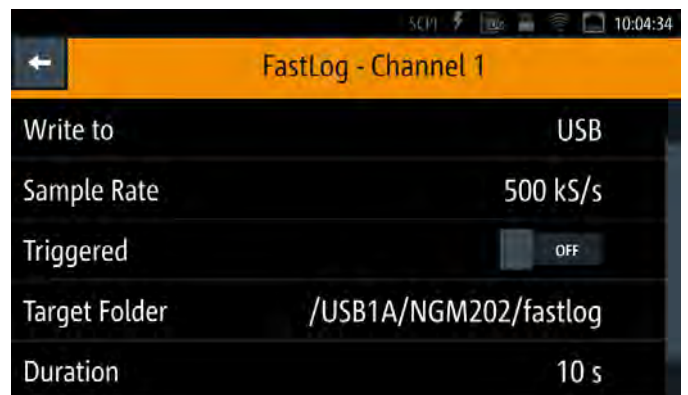 SCPI 10:04:34
FastLog - Channel 1
Write to USB
Sample Rate 500 kS/s
Triggered OFF
Target Folder /USB1A/NGM202/fastlog
Duration 10 s